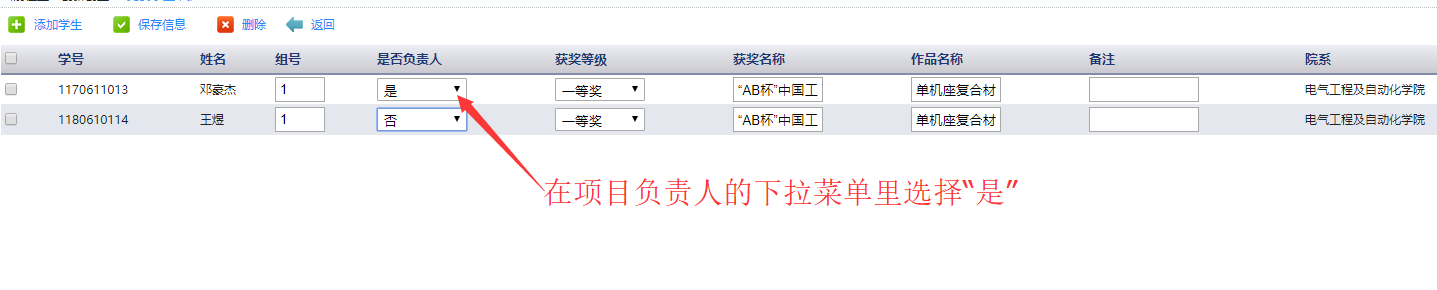 添加学生 保存信息 删除 返回
学号 姓名 组号 是否负责人 获奖等级 获奖名称 作品名称 备注 院系
1170611013 邓豪杰 1 是 一等奖 “AB杯”中国工 单机座复合材 电气工程及自动化学院
1180610114 王煜 1 否 一等奖 “AB杯”中国工 单机座复合材 电气工程及自动化学院
在项目负责人的下拉菜单里选择“是”